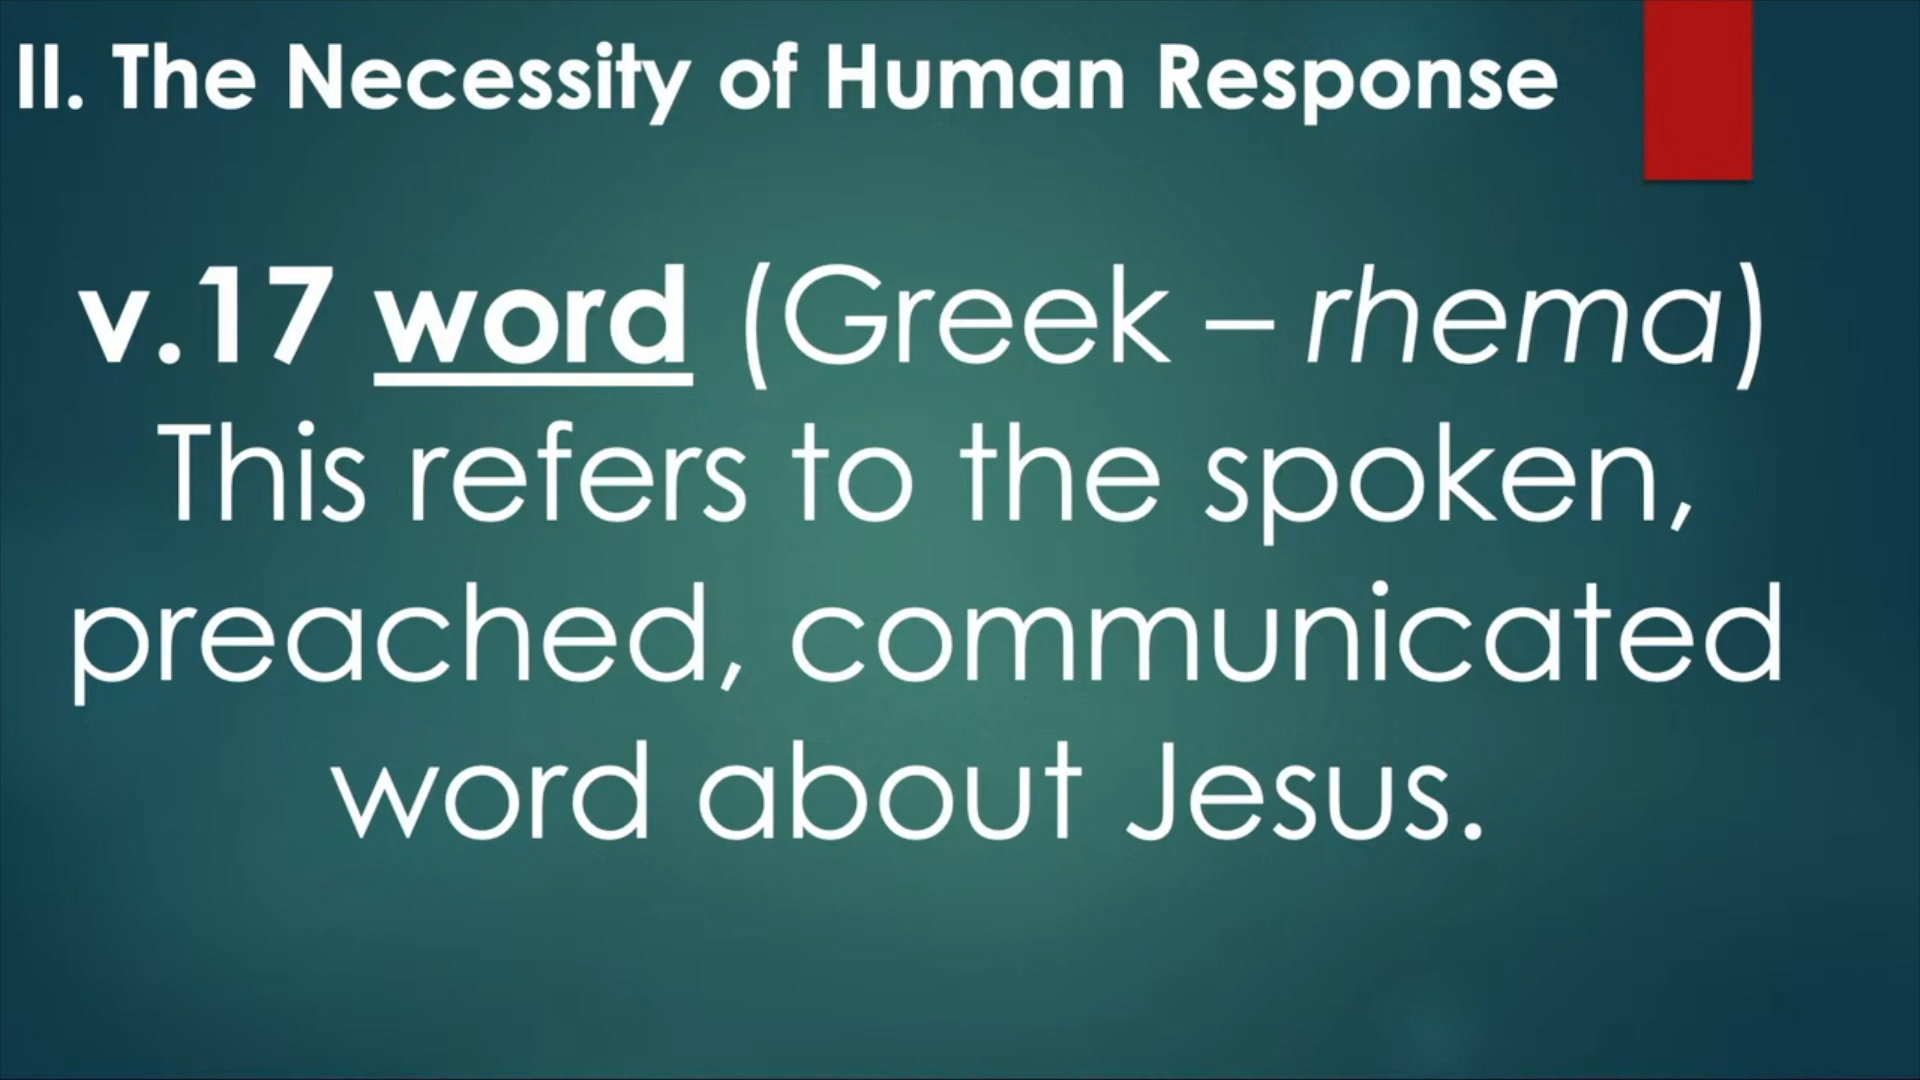 II. The Necessity of Human Response
v.17 word (Greek – rhema)
This refers to the spoken,
preached, communicated
word about Jesus.